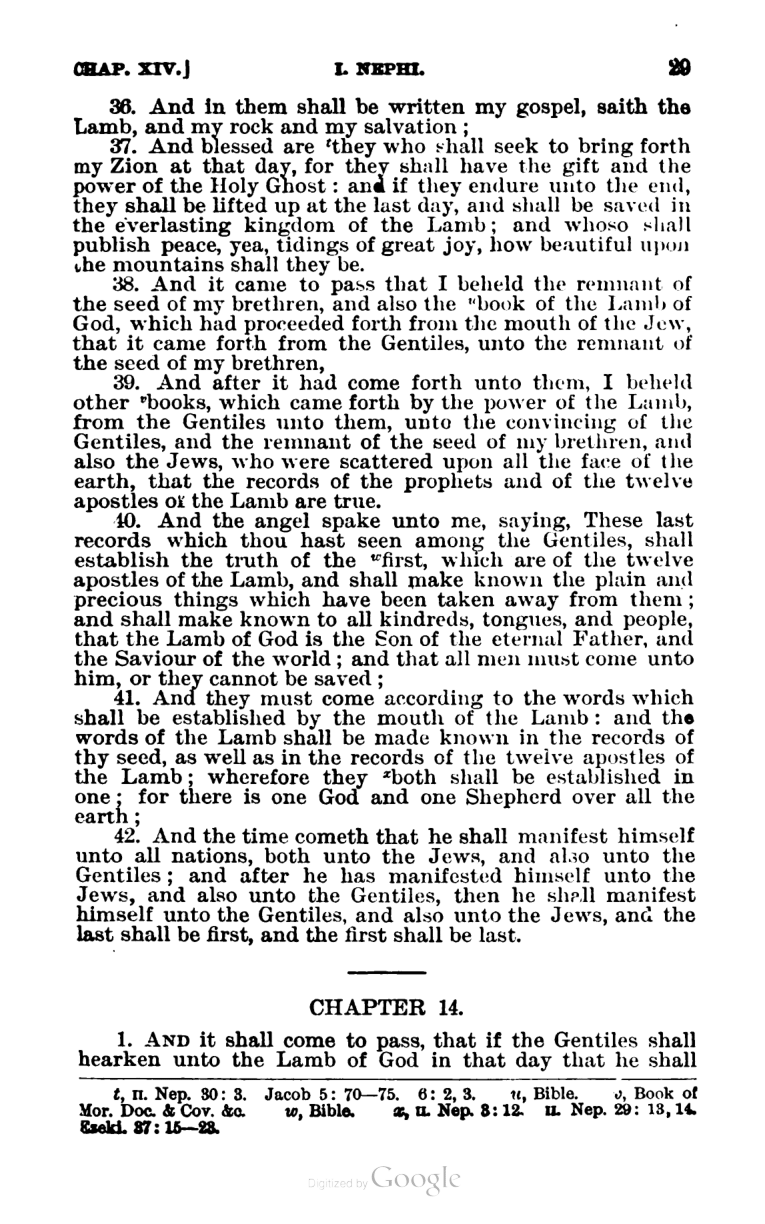 CHAP. XIV.]
I. NEPHI.
29
36. And in them shall be written my gospel, saith the
Lamb, and my rock and my salvation ;
37. And blessed are ᵗthey who shall seek to bring forth
my Zion at that day, for they shall have the gift and the
power of the Holy Ghost : and if they endure unto the end,
they shall be lifted up at the last day, and shall be saved in
the everlasting kingdom of the Lamb ; and whoso shall
publish peace, yea, tidings of great joy, how beautiful upon
the mountains shall they be.
38. And it came to pass that I beheld the remnant of
the seed of my brethren, and also the ᵘbook of the Lamb of
God, which had proceeded forth from the mouth of the Jew,
that it came forth from the Gentiles, unto the remnant of
the seed of my brethren,
39. And after it had come forth unto them, I beheld
other ᵛbooks, which came forth by the power of the Lamb,
from the Gentiles unto them, unto the convincing of the
Gentiles, and the remnant of the seed of my brethren, and
also the Jews, who were scattered upon all the face of the
earth, that the records of the prophets and of the twelve
apostles of the Lamb are true.
40. And the angel spake unto me, saying, These last
records which thou hast seen among the Gentiles, shall
establish the truth of the ʷfirst, which are of the twelve
apostles of the Lamb, and shall make known the plain and
precious things which have been taken away from them ;
and shall make known to all kindreds, tongues, and people,
that the Lamb of God is the Son of the eternal Father, and
the Saviour of the world ; and that all men must come unto
him, or they cannot be saved ;
41. And they must come according to the words which
shall be established by the mouth of the Lamb : and the
words of the Lamb shall be made known in the records of
thy seed, as well as in the records of the twelve apostles of
the Lamb ; wherefore they ˣboth shall be established in
one ; for there is one God and one Shepherd over all the
earth ;
42. And the time cometh that he shall manifest himself
unto all nations, both unto the Jews, and also unto the
Gentiles ; and after he has manifested himself unto the
Jews, and also unto the Gentiles, then he shall manifest
himself unto the Gentiles, and also unto the Jews, and the
last shall be first, and the first shall be last.
CHAPTER 14.
1. AND it shall come to pass, that if the Gentiles shall
hearken unto the Lamb of God in that day that he shall
t, II. Nep. 30 : 3. Jacob 5 : 70—75. 6 : 2, 3. u, Bible. v, Book of
Mor. Doc. & Cov. &c. w, Bible. x, II. Nep. 3 : 12. II. Nep. 29 : 13, 14.
Ezeki. 37 : 15—23.
Digitized by Google